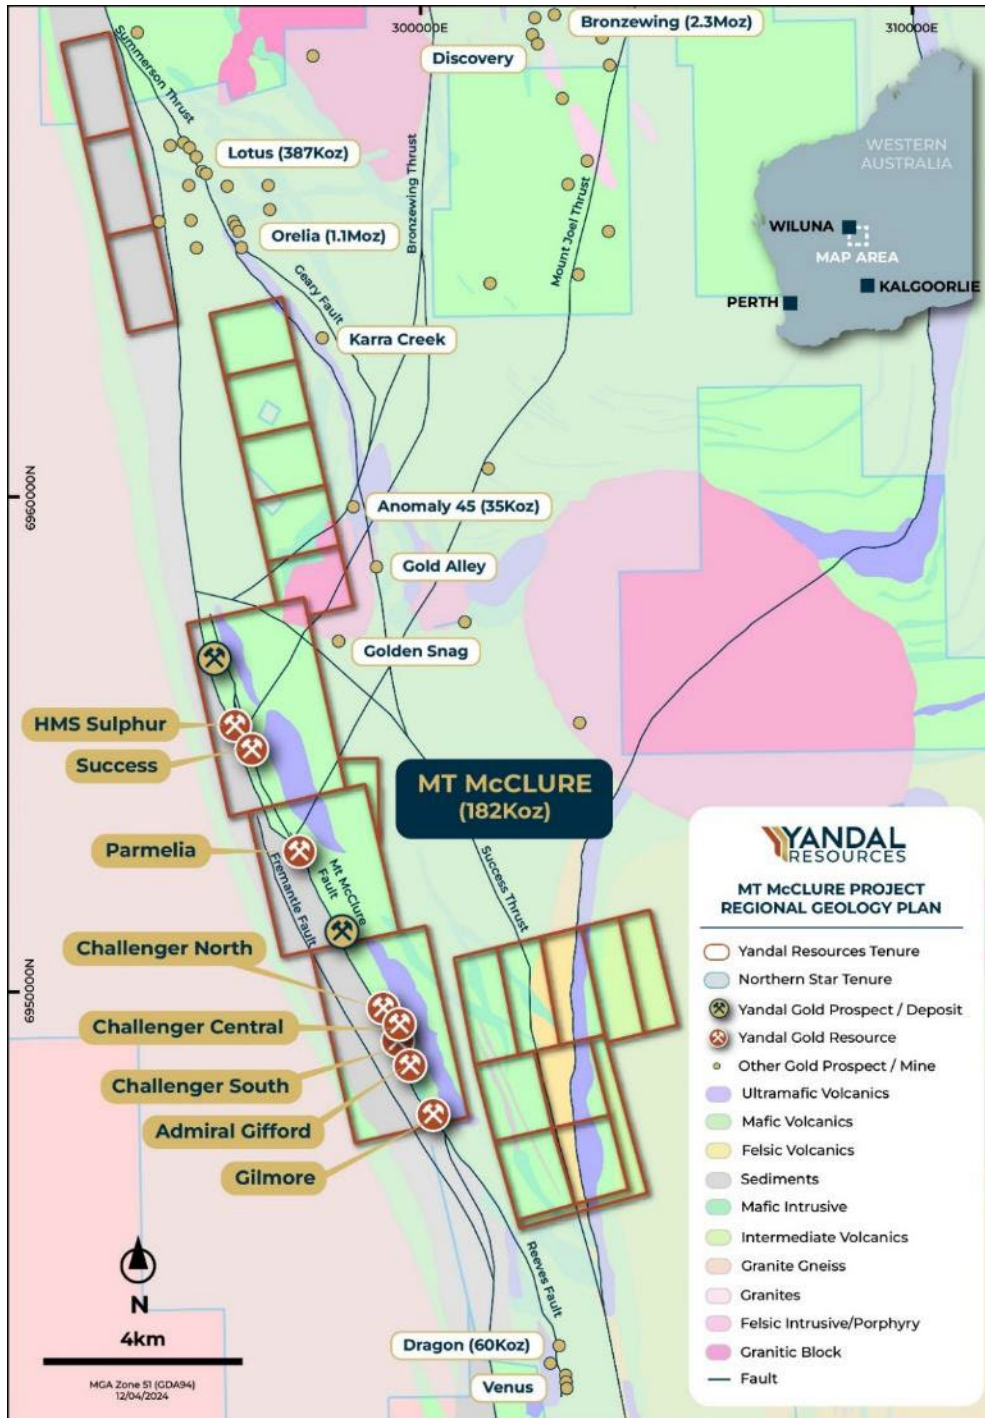 300000E
310000E
Bronzewing (2.3Moz)
Discovery
Summerson Thrust
WESTERN
AUSTRALIA
Lotus (387Koz)
Bronzewing Thrust
Mount Joel Thrust
WILUNA
MAP AREA
Orelia (1.1Moz)
Geary Fault
KALGOORLIE
PERTH
Karra Creek
6960000N
Anomaly 45 (35Koz)
Gold Alley
Golden Snag
HMS Sulphur
Success
MT McCLURE
(182Koz)
Parmelia
Fremantle Fault
Mt McClure
Fault
Success Thrust
Challenger North
6950000N
Challenger Central
Challenger South
Admiral Gifford
Gilmore
Reeves Fault
Dragon (60Koz)
Venus
N
4km
MGA Zone 51 (GDA94)
12/04/2024
YANDAL
RESOURCES
MT McCLURE PROJECT
REGIONAL GEOLOGY PLAN
Yandal Resources Tenure
Northern Star Tenure
Yandal Gold Prospect / Deposit
Yandal Gold Resource
Other Gold Prospect / Mine
Ultramafic Volcanics
Mafic Volcanics
Felsic Volcanics
Sediments
Mafic Intrusive
Intermediate Volcanics
Granite Gneiss
Granites
Felsic Intrusive/Porphyry
Granitic Block
Fault